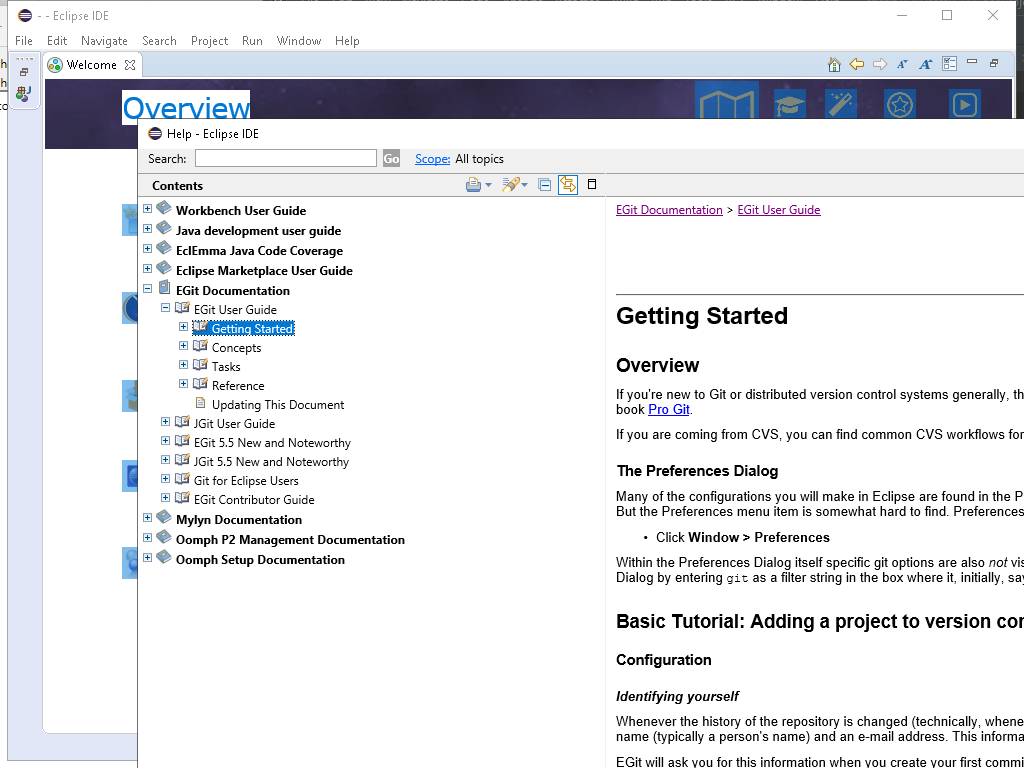 - - Eclipse IDE
File Edit Navigate Search Project Run Window Help
Welcome
Overview
Help - Eclipse IDE
Search: Go Scope: All topics
Contents
Workbench User Guide
Java development user guide
EclEmma Java Code Coverage
Eclipse Marketplace User Guide
EGit Documentation
EGit User Guide
Getting Started
Concepts
Tasks
Reference
Updating This Document
JGit User Guide
EGit 5.5 New and Noteworthy
JGit 5.5 New and Noteworthy
Git for Eclipse Users
EGit Contributor Guide
Mylyn Documentation
Oomph P2 Management Documentation
Oomph Setup Documentation
EGit Documentation > EGit User Guide
Getting Started
Overview
If you're new to Git or distributed version control systems generally, th
book Pro Git.
If you are coming from CVS, you can find common CVS workflows for
The Preferences Dialog
Many of the configurations you will make in Eclipse are found in the P
But the Preferences menu item is somewhat hard to find. Preferences
• Click Window > Preferences
Within the Preferences Dialog itself specific git options are also not vis
Dialog by entering git as a filter string in the box where it, initially, say
Basic Tutorial: Adding a project to version con
Configuration
Identifying yourself
Whenever the history of the repository is changed (technically, whene
name (typically a person's name) and an e-mail address. This informa
EGit will ask you for this information when you create your first commi